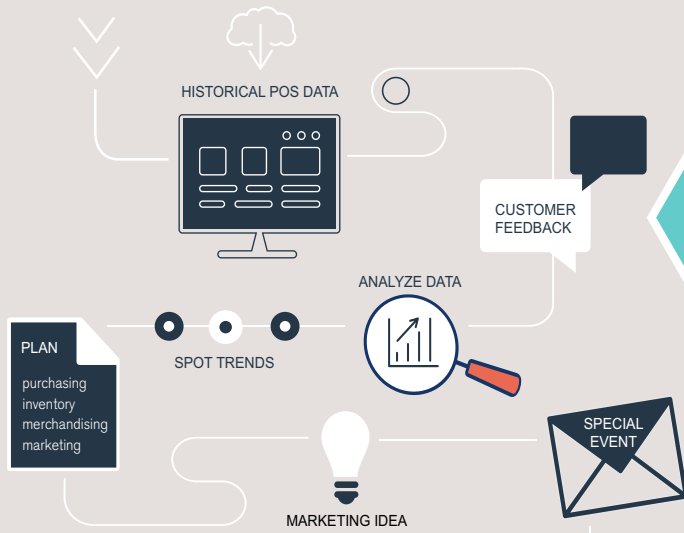 HISTORICAL POS DATA
CUSTOMER
FEEDBACK
ANALYZE DATA
SPOT TRENDS
PLAN
purchasing
inventory
merchandising
marketing
SPECIAL
EVENT
MARKETING IDEA